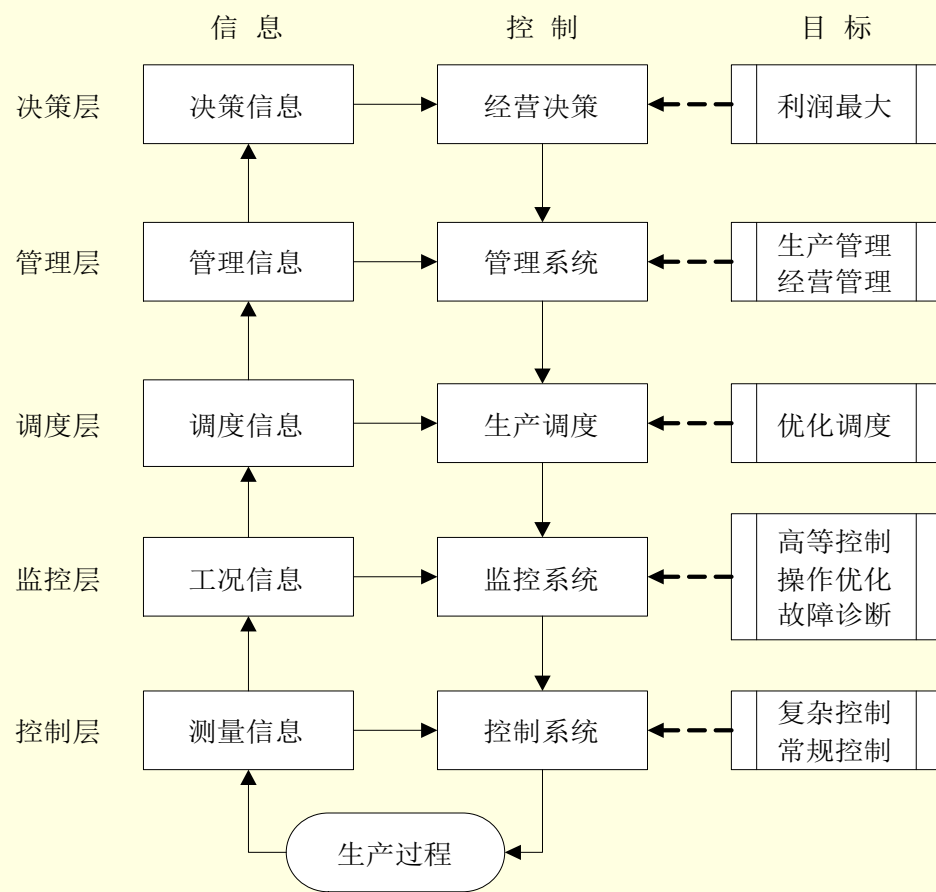 信 息 控 制 目 标
决策层 决策信息 经营决策 利润最大
管理层 管理信息 管理系统 生产管理
经营管理
调度层 调度信息 生产调度 优化调度
监控层 工况信息 监控系统 高等控制
操作优化
故障诊断
控制层 测量信息 控制系统 复杂控制
常规控制
生产过程